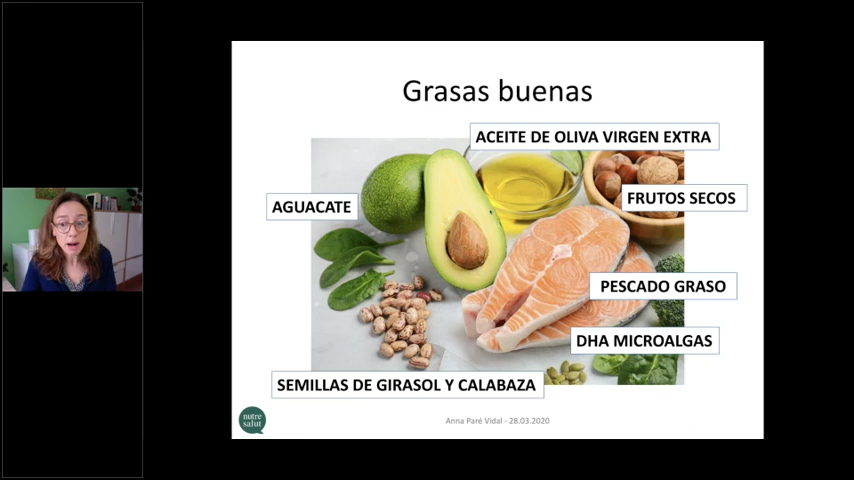 Grasas buenas
ACEITE DE OLIVA VIRGEN EXTRA
AGUACATE
FRUTOS SECOS
PESCADO GRASO
DHA MICROALGAS
SEMILLAS DE GIRASOL Y CALABAZA
nutre
salut
Anna Paré Vidal - 28.03.2020